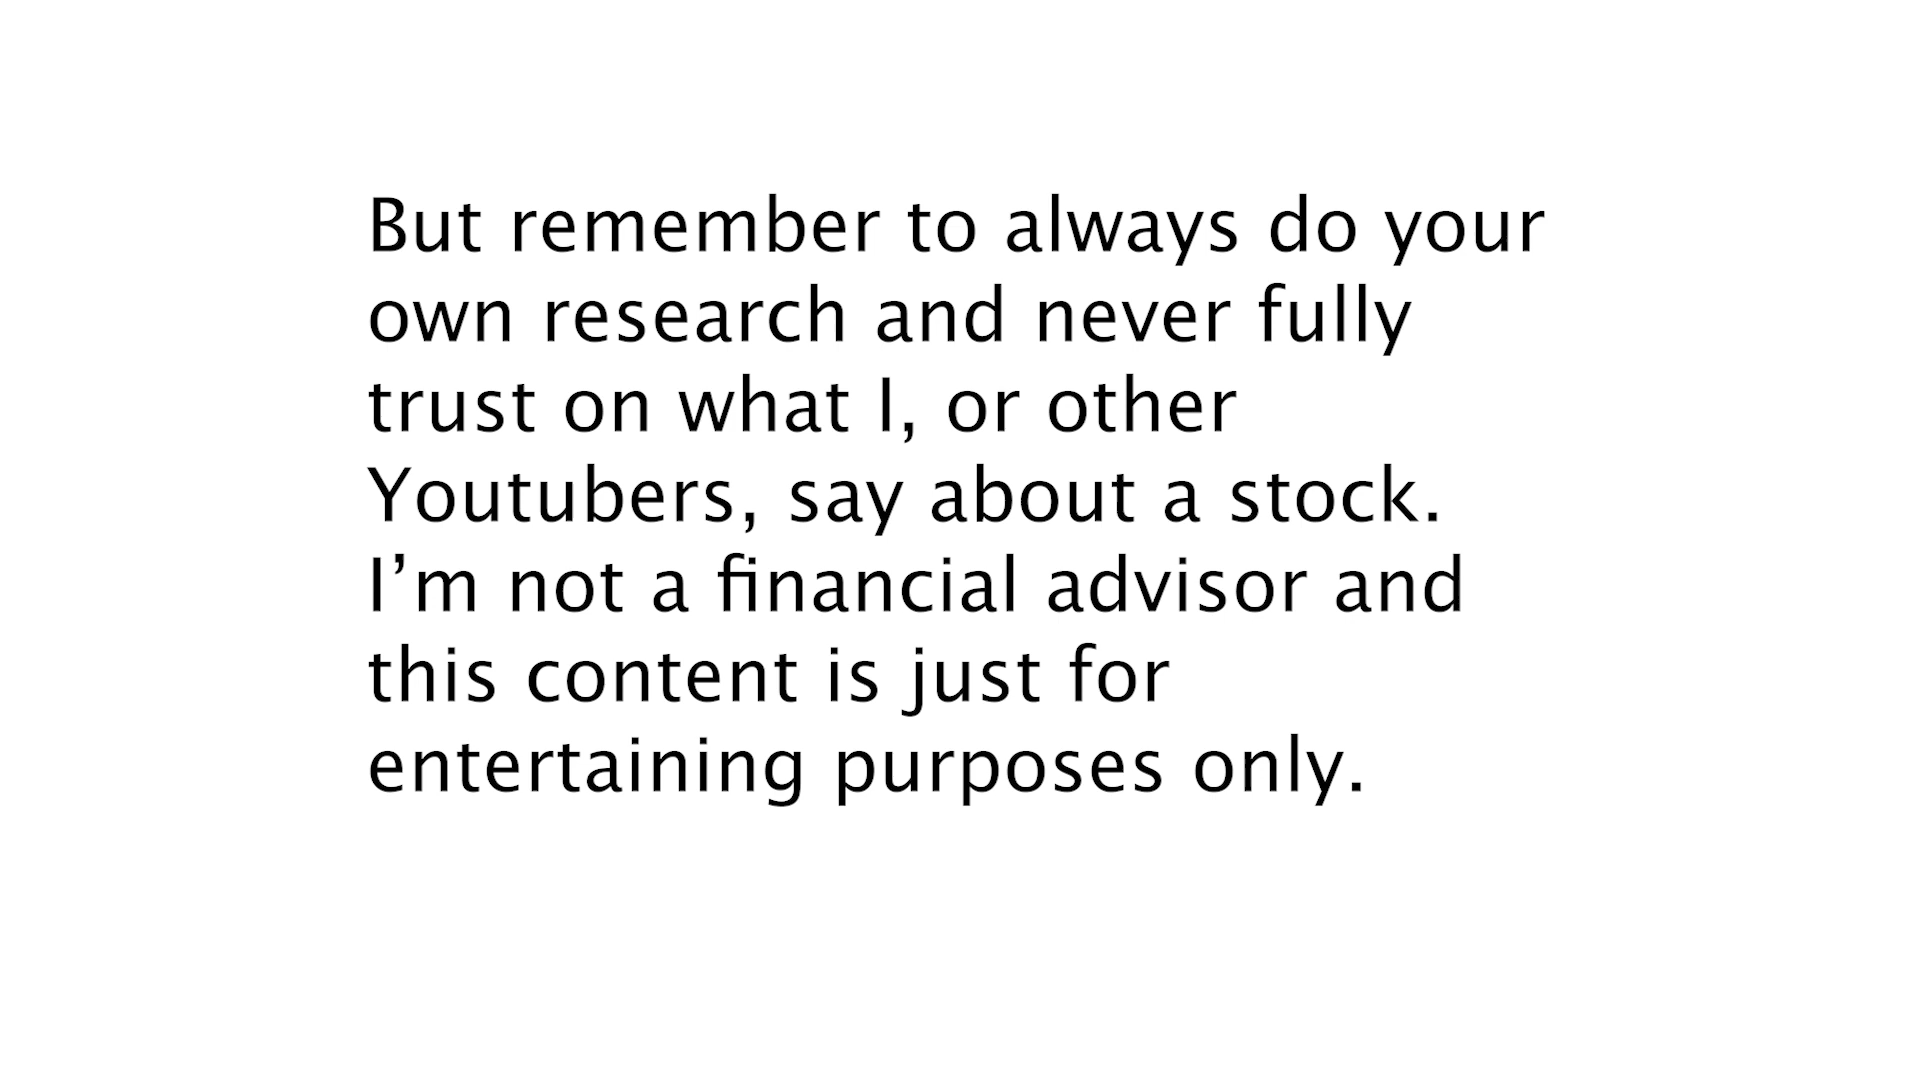 But remember to always do your
own research and never fully
trust on what I, or other
Youtubers, say about a stock.
I’m not a financial advisor and
this content is just for
entertaining purposes only.